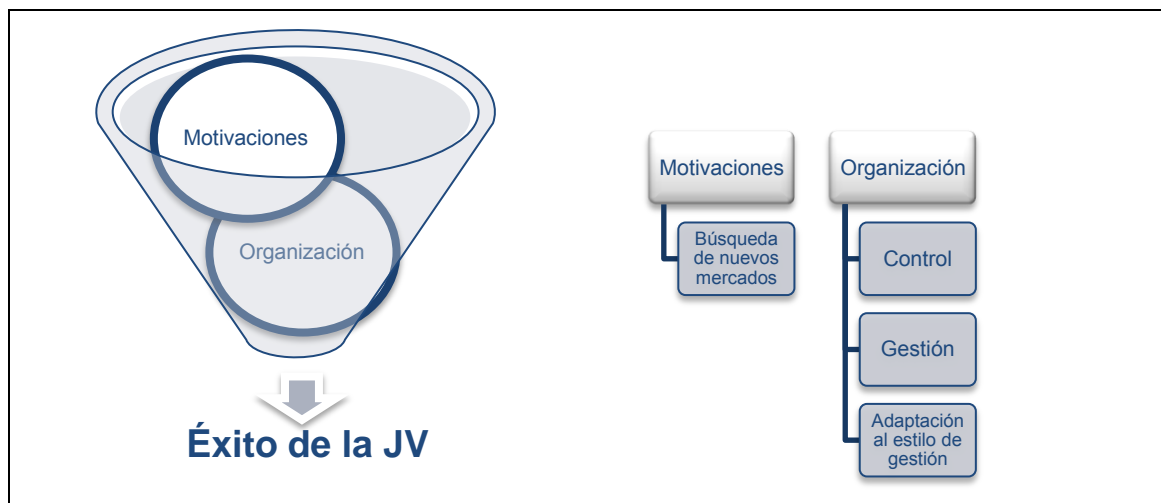 Motivaciones
Organización
Éxito de la JV
Motivaciones
Búsqueda
de nuevos
mercados
Organización
Control
Gestión
Adaptación
al estilo de
gestión